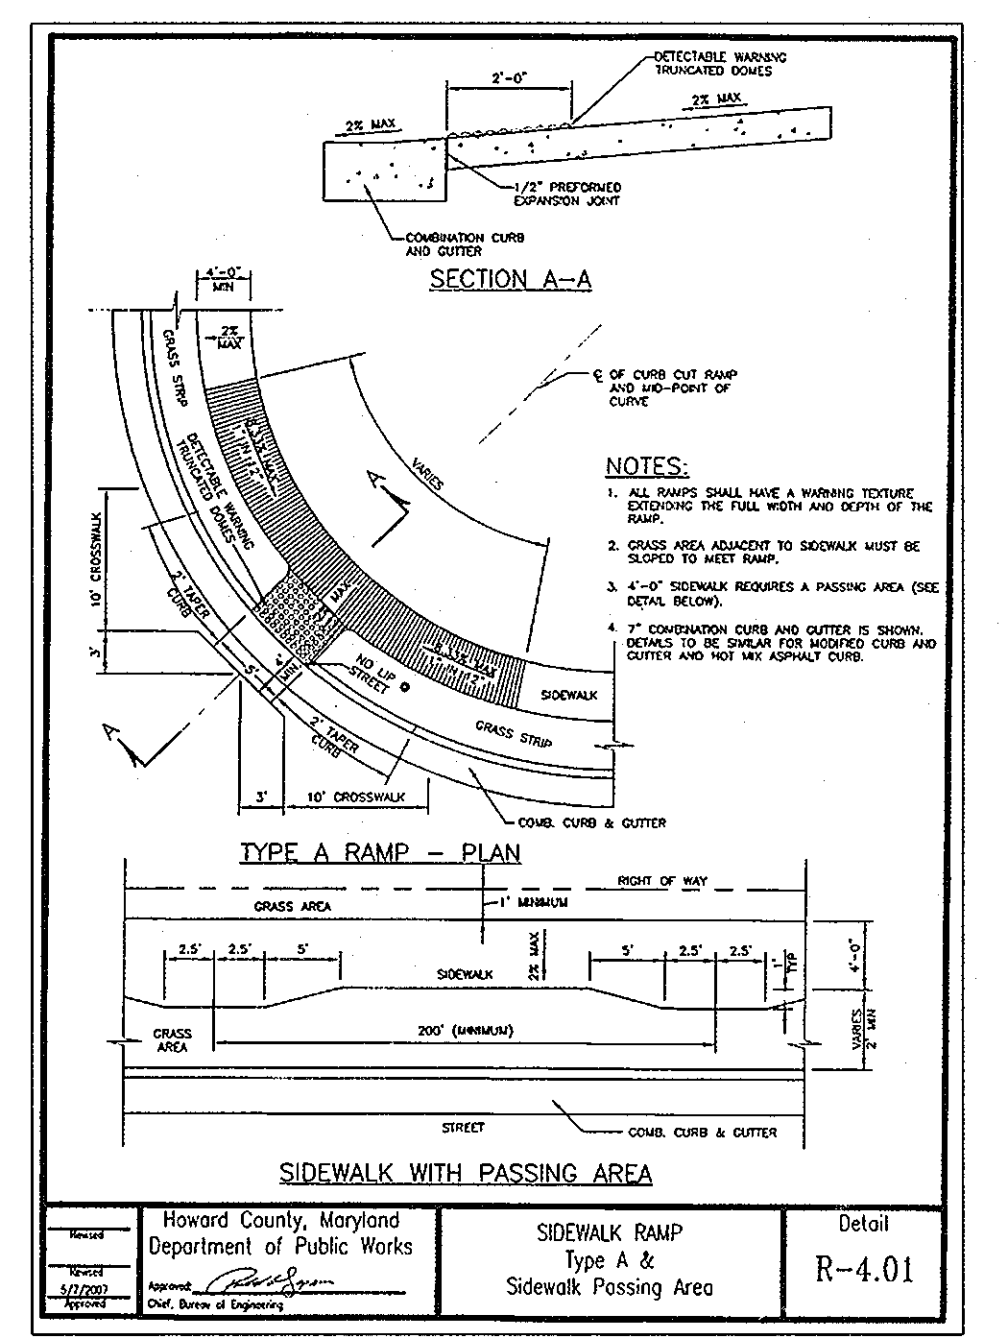 DETECTABLE WARNING
TRUNCATED DOMES
2'-0"
2% MAX
2% MAX
1/2" PREFORMED
EXPANSION JOINT
COMBINATION CURB
AND GUTTER
SECTION A-A
4'-0"
MIN
2%
MAX
GRASS STRIP
℄ OF CURB CUT RAMP
AND MID-POINT OF
CURVE
8.33% MAX
1" IN 12"
DETECTABLE WARNING
TRUNCATED DOMES
VARIES
A
10' CROSSWALK
2' TAPER
CURB
3'
MAX
5'
4'
MIN
NO LIP @
STREET
8.33% MAX
1" IN 12"
SIDEWALK
GRASS STRIP
2' TAPER
CURB
A
3'
10' CROSSWALK
COMB. CURB & GUTTER
NOTES:
1. ALL RAMPS SHALL HAVE A WARNING TEXTURE
EXTENDING THE FULL WIDTH AND DEPTH OF THE
RAMP.
2. GRASS AREA ADJACENT TO SIDEWALK MUST BE
SLOPED TO MEET RAMP.
3. 4'-0" SIDEWALK REQUIRES A PASSING AREA (SEE
DETAIL BELOW).
4. 7" COMBINATION CURB AND GUTTER IS SHOWN.
DETAILS TO BE SIMILAR FOR MODIFIED CURB AND
GUTTER AND HOT MIX ASPHALT CURB.
TYPE A RAMP - PLAN
RIGHT OF WAY
GRASS AREA
1' MINIMUM
2.5'
2.5'
5'
SIDEWALK
2% MAX
5'
2.5'
2.5'
1'
TYP
4'-0"
GRASS
AREA
200' (MINIMUM)
VARIES
2' MIN
STREET
COMB. CURB & GUTTER
SIDEWALK WITH PASSING AREA
Revised
Revised
5/7/2007
Approved
Howard County, Maryland
Department of Public Works
Approved:
Chief, Bureau of Engineering
SIDEWALK RAMP
Type A &
Sidewalk Passing Area
Detail
R-4.01